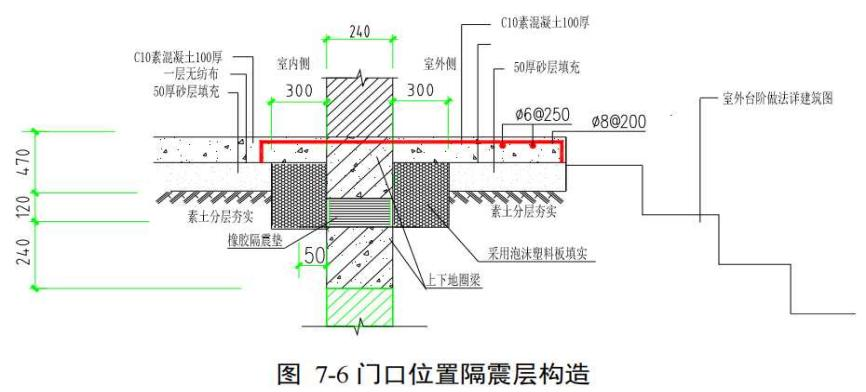 C10素混凝土100厚
240
C10素混凝土100厚
一层无纺布
50厚砂层填充
室内侧
室外侧
50厚砂层填充
300
300
ø6@250
ø8@200
室外台阶做法详建筑图
470
120
240
素土分层夯实
素土分层夯实
橡胶隔震垫
50
采用泡沫塑料板填实
上下地圈梁
图 7-6 门口位置隔震层构造